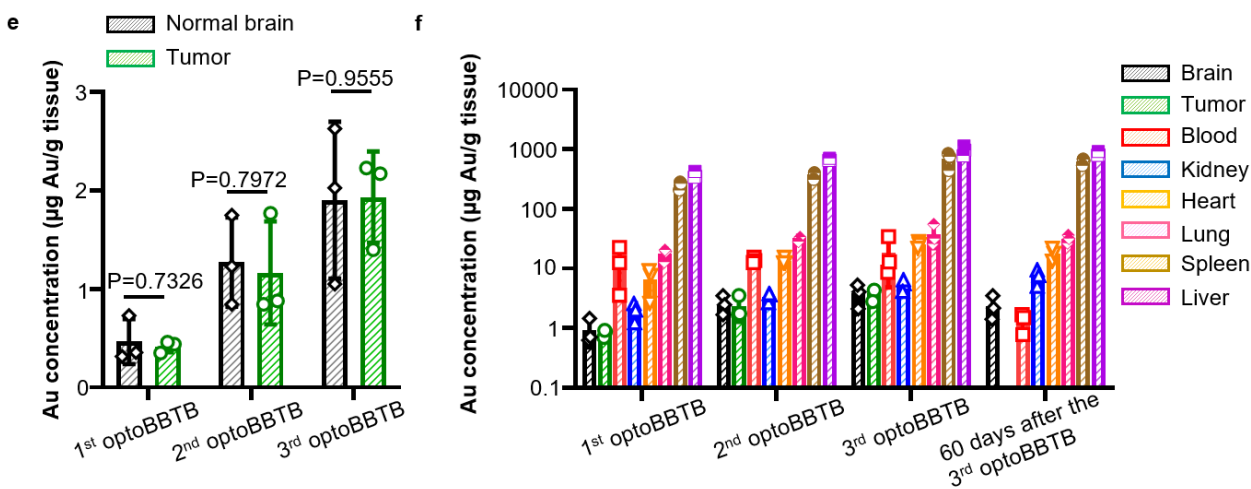 e
Normal brain
Tumor
Au concentration (µg Au/g tissue)
3
2
1
0
P=0.7326
P=0.7972
P=0.9555
1st optoBBTB
2nd optoBBTB
3rd optoBBTB
f
Au concentration (µg Au/g tissue)
10000
1000
100
10
1
0.1
1st optoBBTB
2nd optoBBTB
3rd optoBBTB
60 days after the
3rd optoBBTB
Brain
Tumor
Blood
Kidney
Heart
Lung
Spleen
Liver